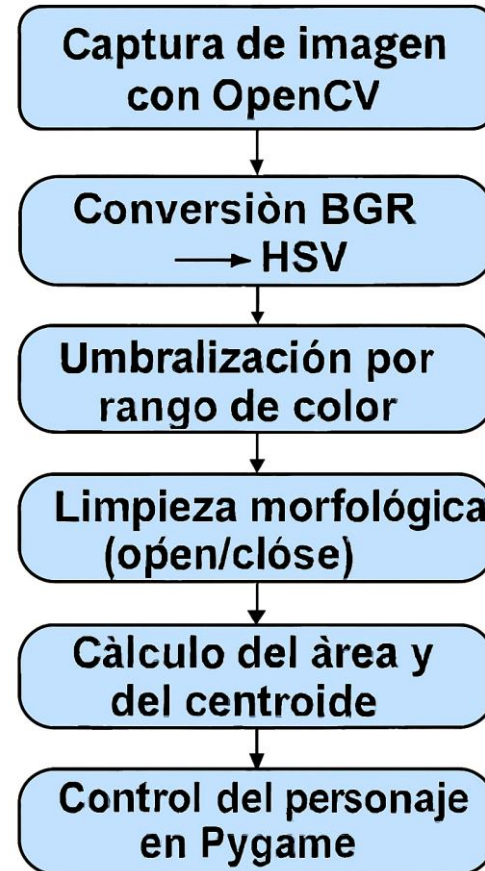 Captura de imagen
con OpenCV
Conversiòn BGR
→ HSV
Umbralización por
rango de color
Limpieza morfológica
(oṕen/clóse)
Càlculo del àrea y
del centroide
Control del personaje
en Pygame